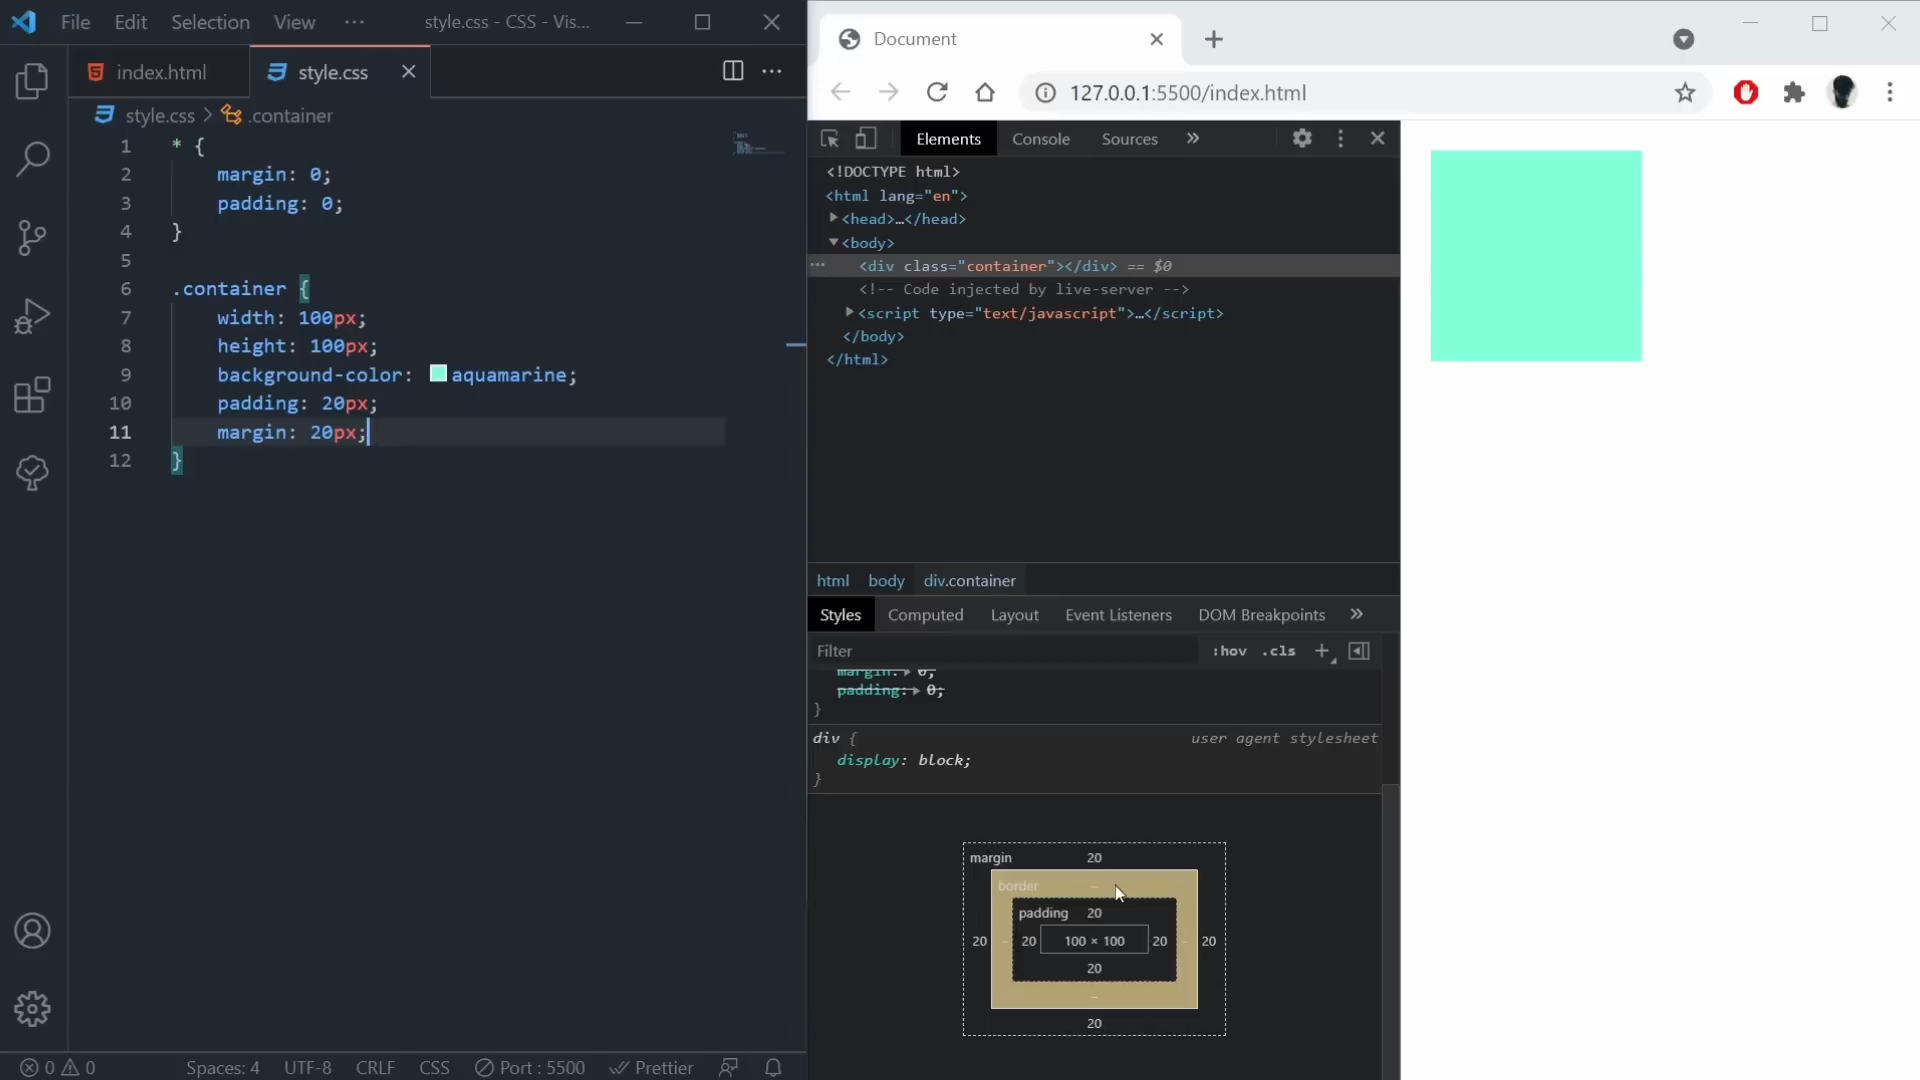 File Edit Selection View ··· style.css - CSS - Vis...
index.html style.css
style.css > .container
1 * {
2 margin: 0;
3 padding: 0;
4 }
5
6 .container {
7 width: 100px;
8 height: 100px;
9 background-color: aquamarine;
10 padding: 20px;
11 margin: 20px;
12 }
0 0 Spaces: 4 UTF-8 CRLF CSS Port : 5500 Prettier
Document
127.0.0.1:5500/index.html
Elements Console Sources »
<!DOCTYPE html>
<html lang="en">
<head>…</head>
<body>
··· <div class="container"></div> == $0
<!-- Code injected by live-server -->
<script type="text/javascript">…</script>
</body>
</html>
html body div.container
Styles Computed Layout Event Listeners DOM Breakpoints »
Filter :hov .cls +
margin: 0;
padding: 0;
}
div { user agent stylesheet
display: block;
}
margin 20
border –
padding 20
20 – 20 100 × 100 20 – 20
20
–
20